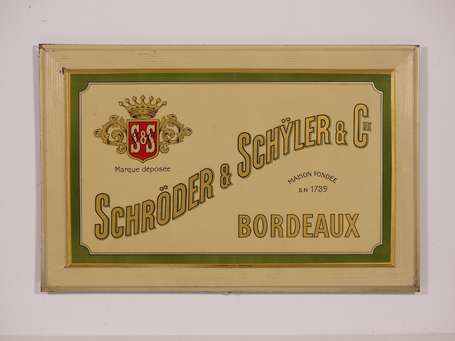 S&S
Marque déposée
SCHRÖDER & SCHŸLER & CIE
MAISON FONDÉE
EN 1739
BORDEAUX